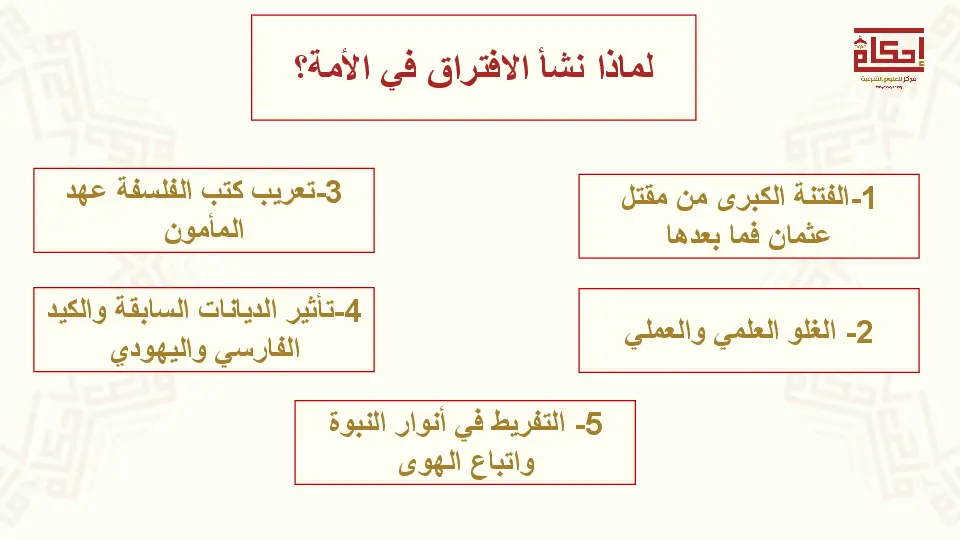 لماذا نشأ الافتراق في الأمة؟
إحكام
مركز للعلوم الشرعية
1-الفتنة الكبرى من مقتل
عثمان فما بعدها
2- الغلو العلمي والعملي
3-تعريب كتب الفلسفة عهد
المأمون
4-تأثير الديانات السابقة والكيد
الفارسي واليهودي
5- التفريط في أنوار النبوة
واتباع الهوى